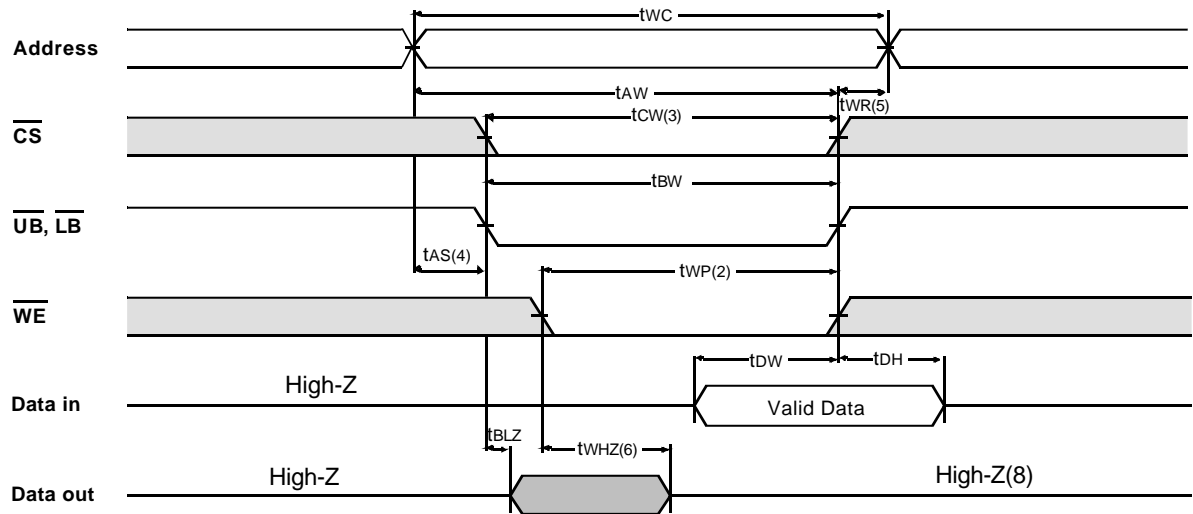 tWC
Address
tAW
tWR(5)
tCW(3)
CS
tBW
UB, LB
tAS(4)
tWP(2)
WE
tDW
tDH
High-Z
Data in
Valid Data
tBLZ
tWHZ(6)
High-Z
High-Z(8)
Data out